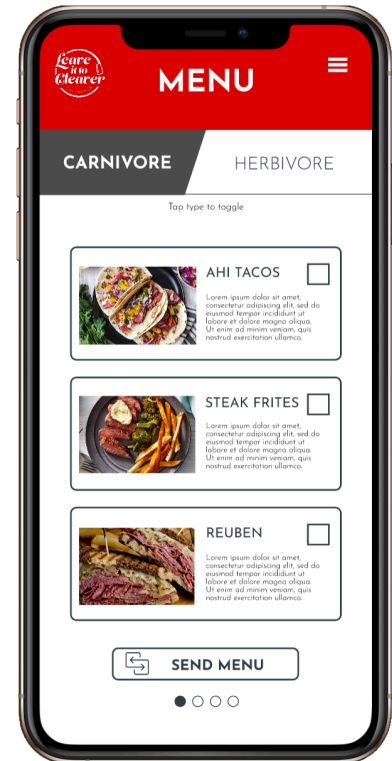 Leave
it to
Clearer
MENU
CARNIVORE
HERBIVORE
Tap type to toggle
AHI TACOS
Lorem ipsum dolor sit amet,
consectetur adipiscing elit, sed do
eiusmod tempor incididunt ut
labore et dolore magna aliqua.
Ut enim ad minim veniam, quis
nostrud exercitation ullamco.
STEAK FRITES
Lorem ipsum dolor sit amet,
consectetur adipiscing elit, sed do
eiusmod tempor incididunt ut
labore et dolore magna aliqua.
Ut enim ad minim veniam, quis
nostrud exercitation ullamco.
REUBEN
Lorem ipsum dolor sit amet,
consectetur adipiscing elit, sed do
eiusmod tempor incididunt ut
labore et dolore magna aliqua.
Ut enim ad minim veniam, quis
nostrud exercitation ullamco.
SEND MENU